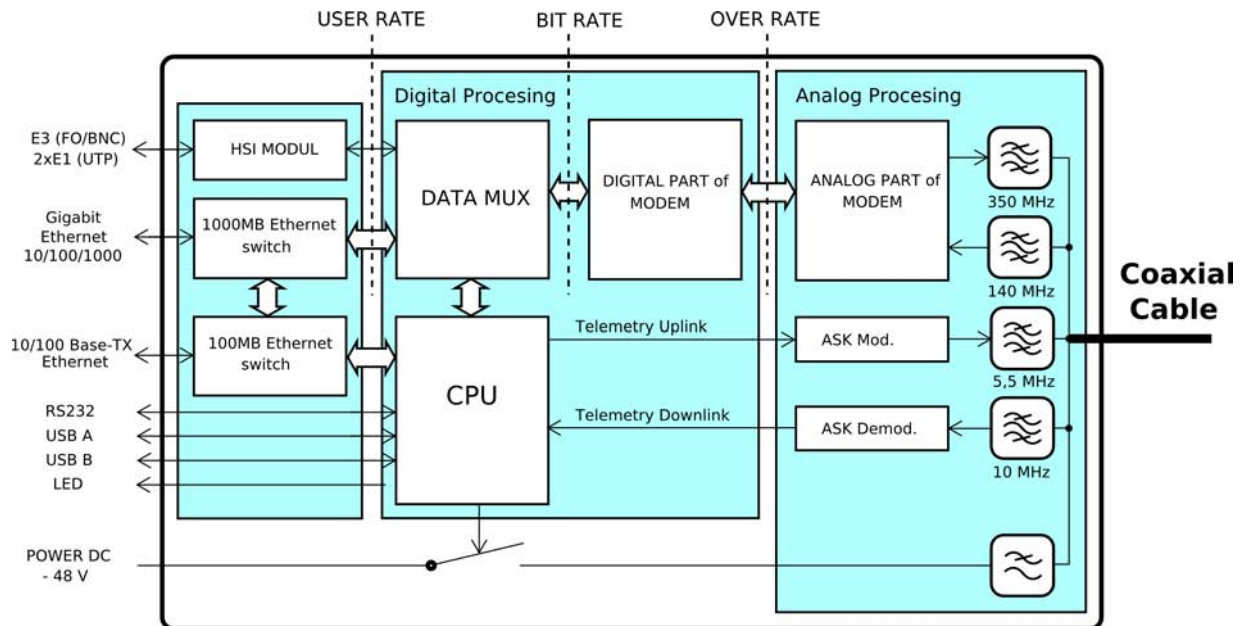 USER RATE
BIT RATE
OVER RATE
Digital Procesing
Analog Procesing
E3 (FO/BNC)
2xE1 (UTP)
HSI MODUL
DATA MUX
DIGITAL PART of
MODEM
ANALOG PART of
MODEM
350 MHz
Gigabit
Ethernet
10/100/1000
1000MB Ethernet
switch
140 MHz
Coaxial
Cable
10/100 Base-TX
Ethernet
100MB Ethernet
switch
CPU
Telemetry Uplink
ASK Mod.
5,5 MHz
Telemetry Downlink
ASK Demod.
10 MHz
RS232
USB A
USB B
LED
POWER DC
- 48 V